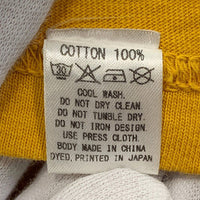 COTTON 100%
30
COOL WASH.
DO NOT DRY CLEAN.
DO NOT TUMBLE DRY.
DO NOT IRON DESIGN.
USE PRESS CLOTH.
BODY MADE IN CHINA
DYED, PRINTED IN JAPAN